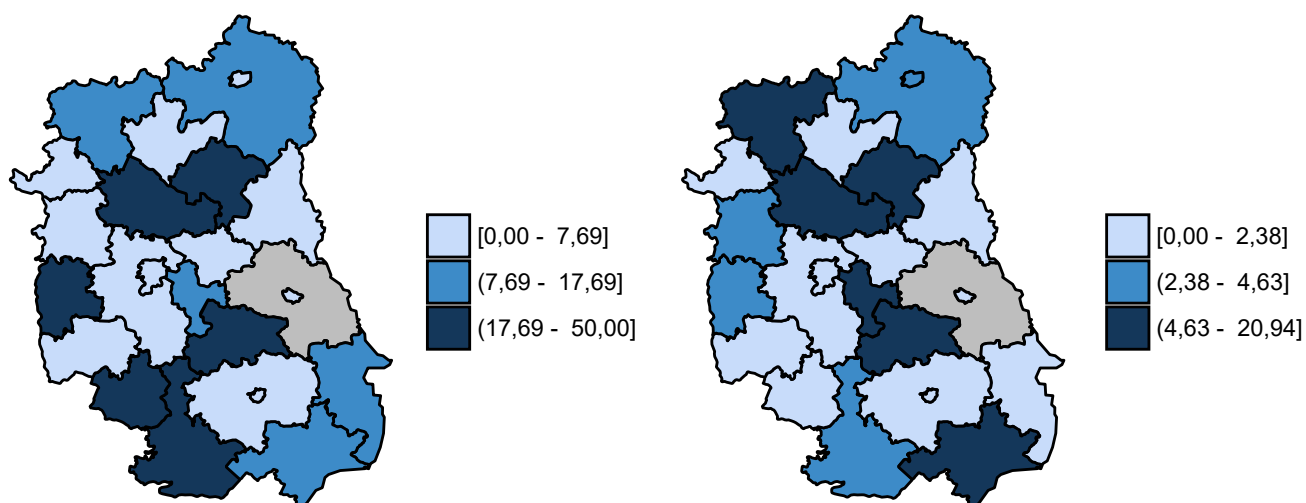 [0,00 - 7,69]
(7,69 - 17,69]
(17,69 - 50,00]
[0,00 - 2,38]
(2,38 - 4,63]
(4,63 - 20,94]